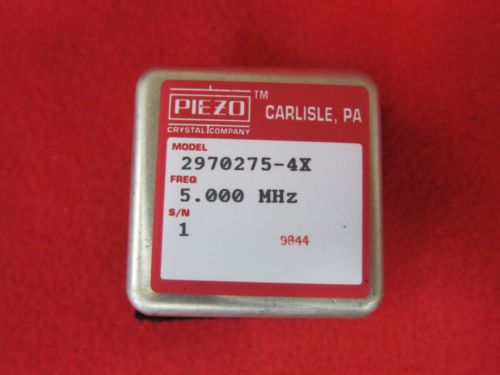 PIEZO TM
CRYSTAL COMPANY
CARLISLE, PA
MODEL
2970275-4X
FREQ
5.000 MHz
S/N
1
9844